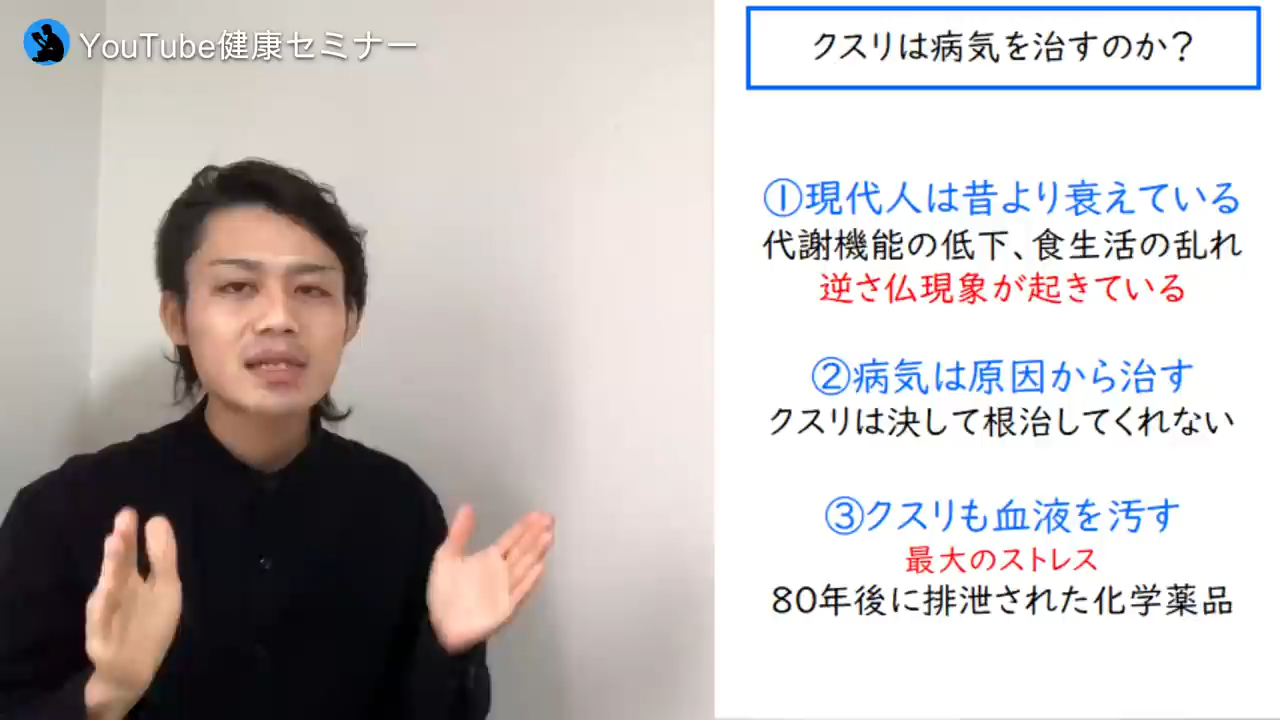 YouTube健康セミナー
クスリは病気を治すのか?
①現代人は昔より衰えている
代謝機能の低下、食生活の乱れ
逆さ仏現象が起きている
②病気は原因から治す
クスリは決して根治してくれない
③クスリも血液を汚す
最大のストレス
80年後に排泄された化学薬品